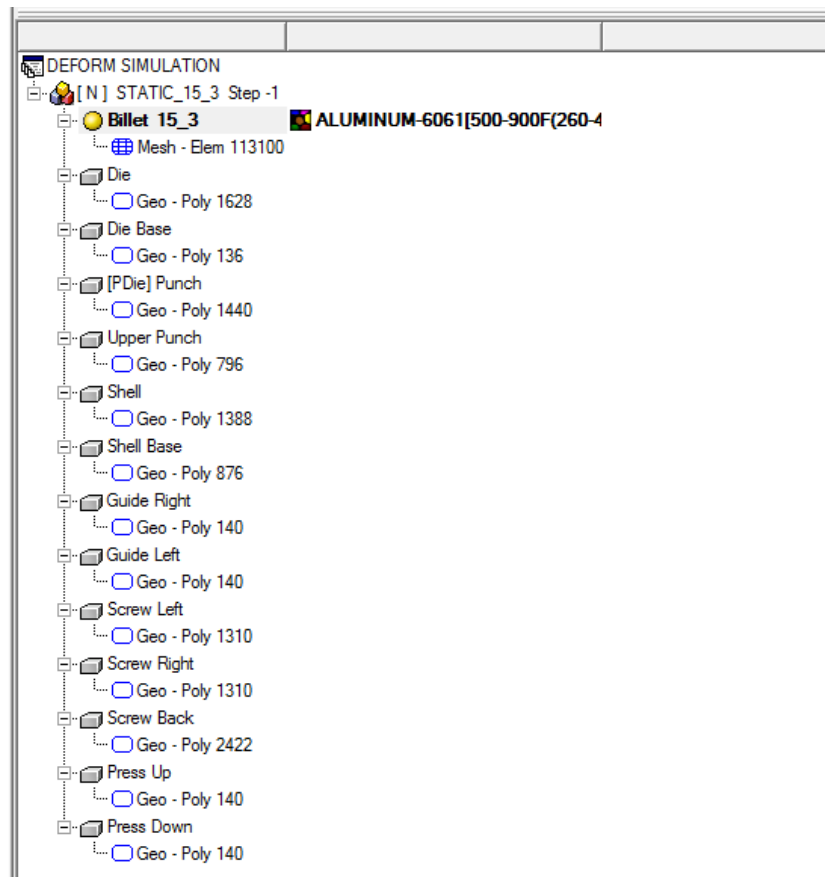 DEFORM SIMULATION
[ N ] STATIC_15_3 Step -1
Billet 15_3 ALUMINUM-6061[500-900F(260-4
Mesh - Elem 113100
Die
Geo - Poly 1628
Die Base
Geo - Poly 136
[PDie] Punch
Geo - Poly 1440
Upper Punch
Geo - Poly 796
Shell
Geo - Poly 1388
Shell Base
Geo - Poly 876
Guide Right
Geo - Poly 140
Guide Left
Geo - Poly 140
Screw Left
Geo - Poly 1310
Screw Right
Geo - Poly 1310
Screw Back
Geo - Poly 2422
Press Up
Geo - Poly 140
Press Down
Geo - Poly 140